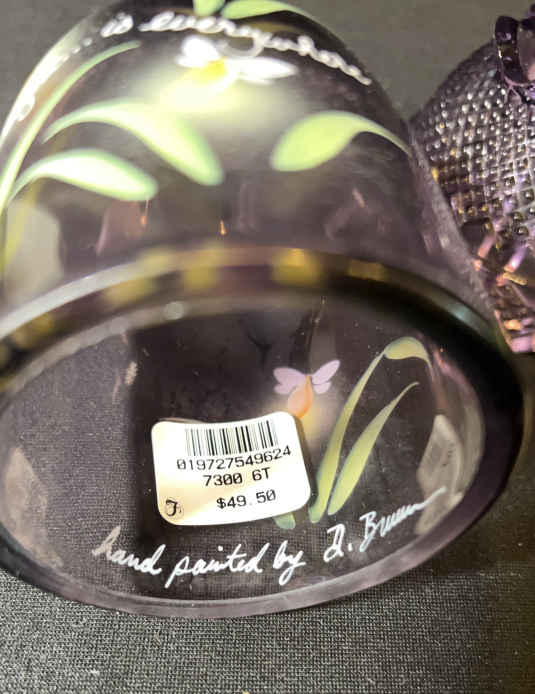 is everywhere
019727549624
7300 6T
$49.50
F
hand painted by D. Brown